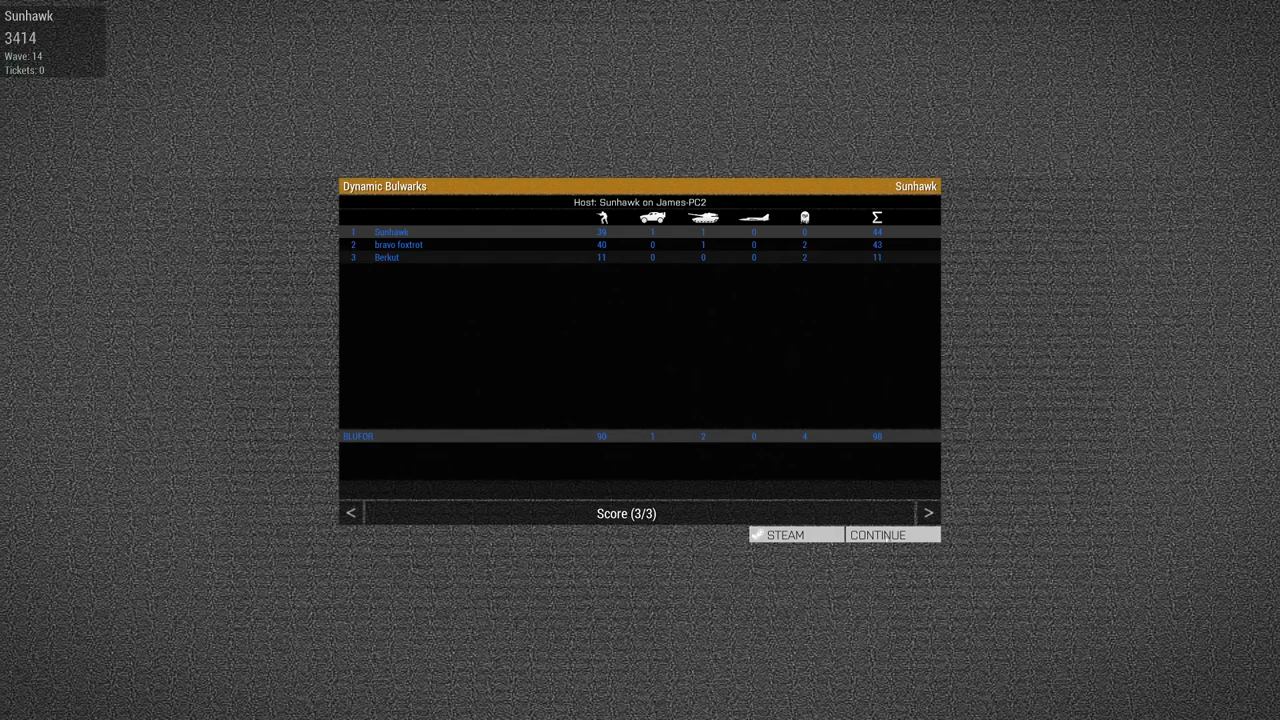 Sunhawk
3414
Wave: 14
Tickets: 0
Dynamic Bulwarks Sunhawk
Host: Sunhawk on James-PC2
Σ
1 Sunhawk 39 1 1 0 0 44
2 bravo foxtrot 40 0 1 0 2 43
3 Berkut 11 0 0 0 2 11
BLUFOR 90 1 2 0 4 98
< Score (3/3) >
STEAM CONTINUE